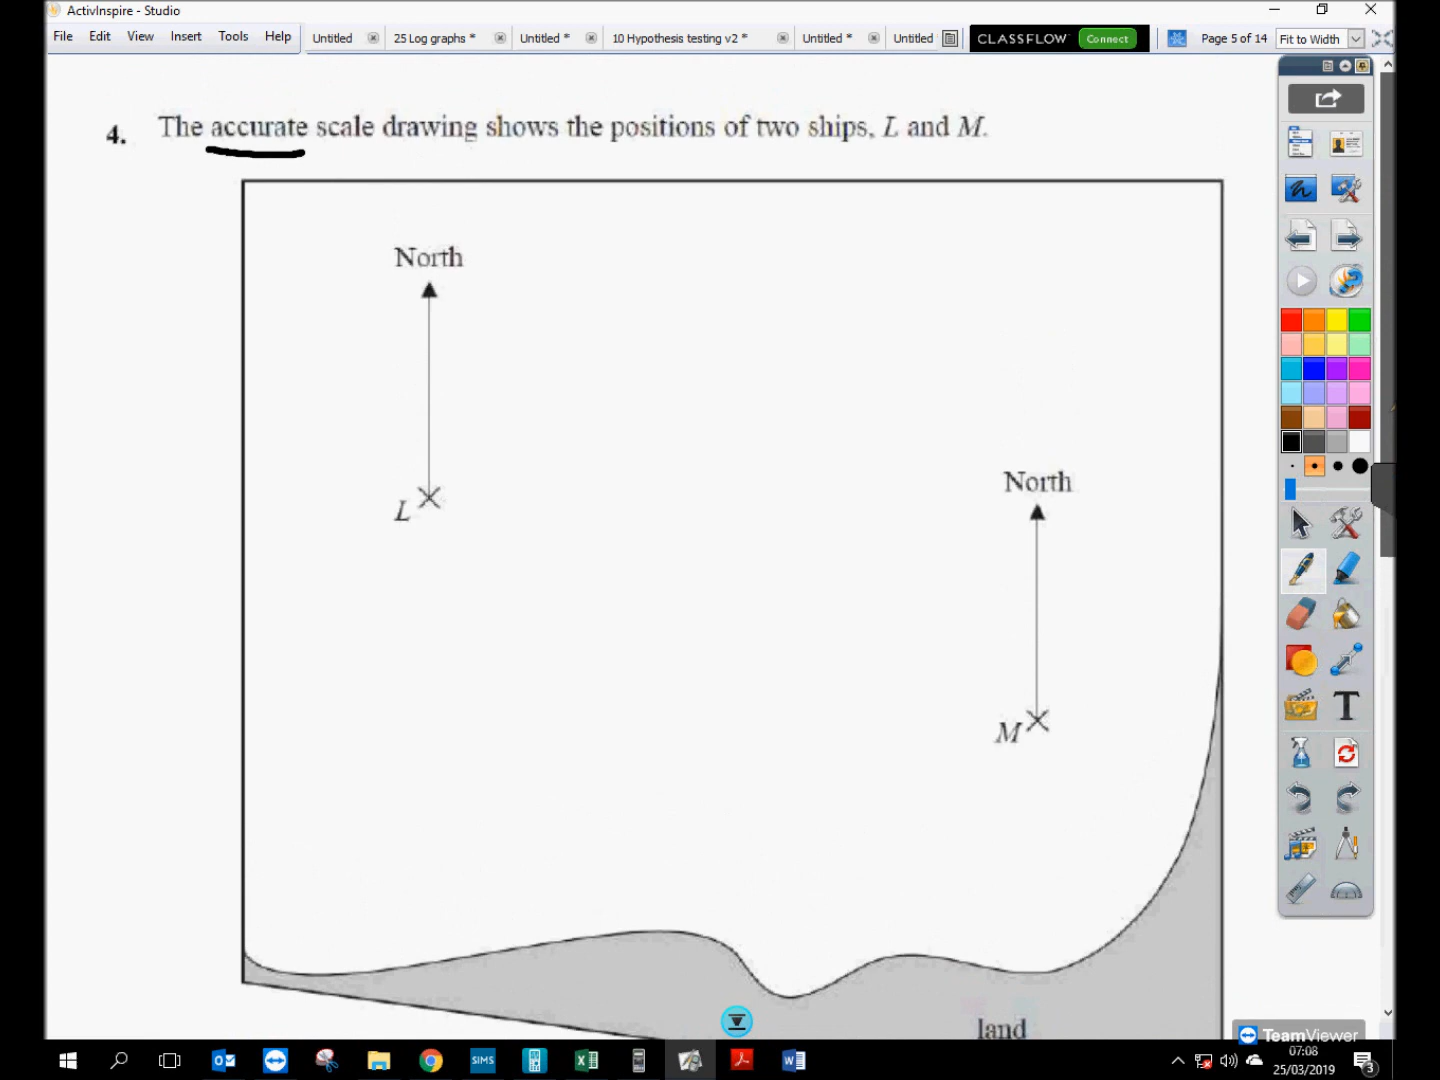 ActivInspire - Studio
File Edit View Insert Tools Help
Untitled 25 Log graphs * Untitled * 10 Hypothesis testing v2 * Untitled * Untitled
CLASSFLOW Connect
Page 5 of 14 Fit to Width
4. The accurate scale drawing shows the positions of two ships, L and M.
North
L
North
M
land
T
TeamViewer
SIMS
07:08
25/03/2019
3